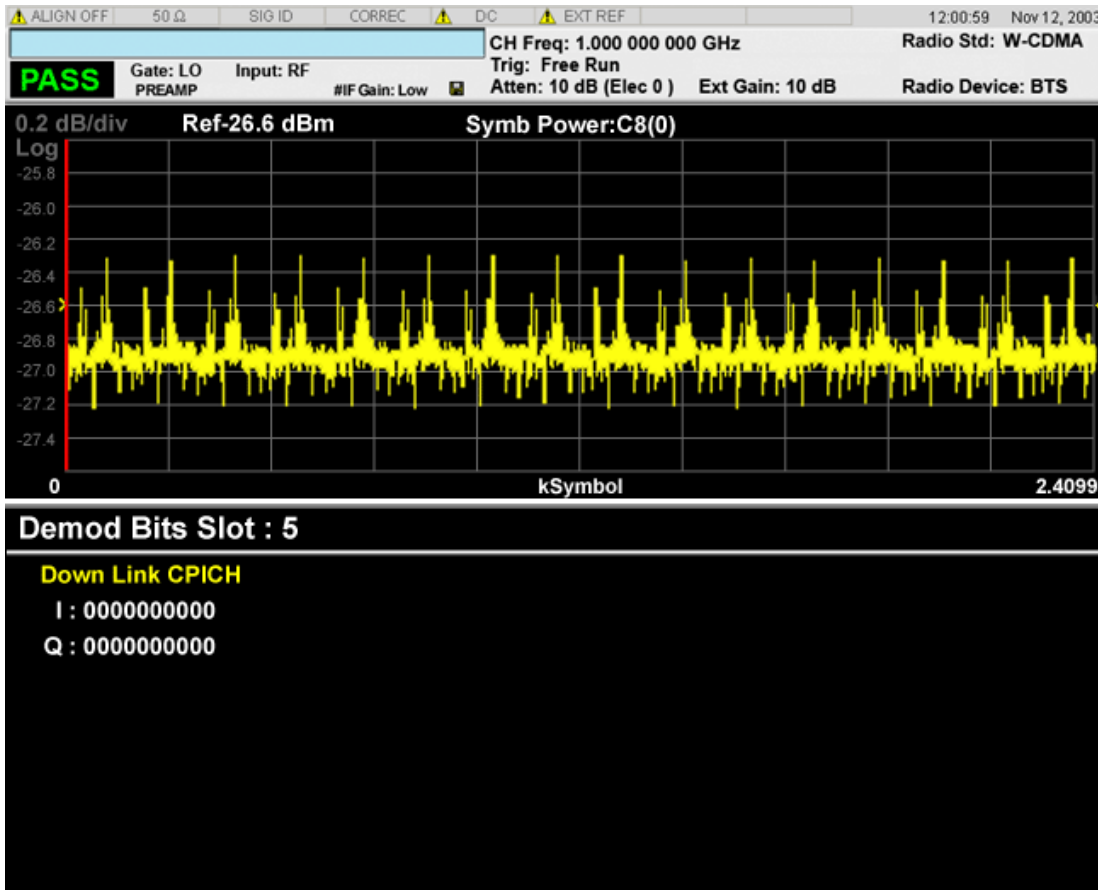 ALIGN OFF 50 Ω SIG ID CORREC DC EXT REF 12:00:59 Nov 12, 2003
CH Freq: 1.000 000 000 GHz Radio Std: W-CDMA
PASS Gate: LO Input: RF Trig: Free Run
PREAMP #IF Gain: Low Atten: 10 dB (Elec 0 ) Ext Gain: 10 dB Radio Device: BTS
0.2 dB/div Ref-26.6 dBm Symb Power:C8(0)
Log
-25.8
-26.0
-26.2
-26.4
-26.6
-26.8
-27.0
-27.2
-27.4
0 kSymbol 2.4099
Demod Bits Slot : 5
Down Link CPICH
I : 0000000000
Q : 0000000000